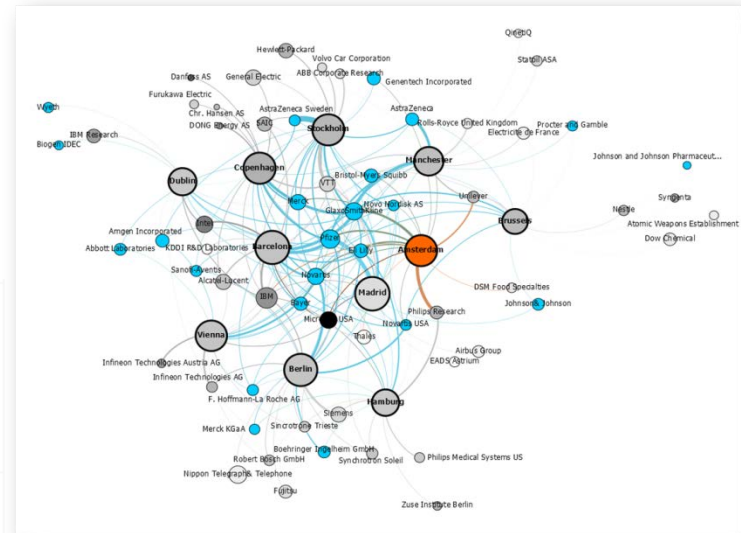 QinetiQ
Hewlett-Packard
Volvo Car Corporation
Statoil ASA
Danfoss AS
General Electric
ABB Corporate Research
Genentech Incorporated
Furukawa Electric
Wyeth
AstraZeneca Sweden
AstraZeneca
Chr. Hansen AS
Rolls-Royce United Kingdom
Procter and Gamble
DONG Energy AS
SAIC
Stockholm
Electricite de France
IBM Research
Biogen IDEC
Johnson and Johnson Pharmaceut...
Manchester
Copenhagen
Bristol-Myers Squibb
Dublin
VTT
Merck
Unilever
Syngenta
Novo Nordisk AS
GlaxoSmithKline
Nestle
Intel
Brussels
Atomic Weapons Establishment
Amgen Incorporated
Pfizer
Dow Chemical
Abbott Laboratories
KDDI R&D Laboratories
Barcelona
Eli Lilly
Amsterdam
Sanofi-Aventis
Novartis
Alcatel-Lucent
Madrid
DSM Food Specialties
IBM
Bayer
Johnson& Johnson
Philips Research
Novartis USA
Vienna
Thales
Airbus Group
Infineon Technologies Austria AG
EADS Astrium
Berlin
Infineon Technologies AG
F. Hoffmann-La Roche AG
Hamburg
Siemens
Merck KGaA
Sincrotrone Trieste
Boehringer Ingelheim GmbH
Robert Bosch GmbH
Synchrotron Soleil
Philips Medical Systems US
Nippon Telegraph& Telephone
Fujitsu
Zuse Institute Berlin